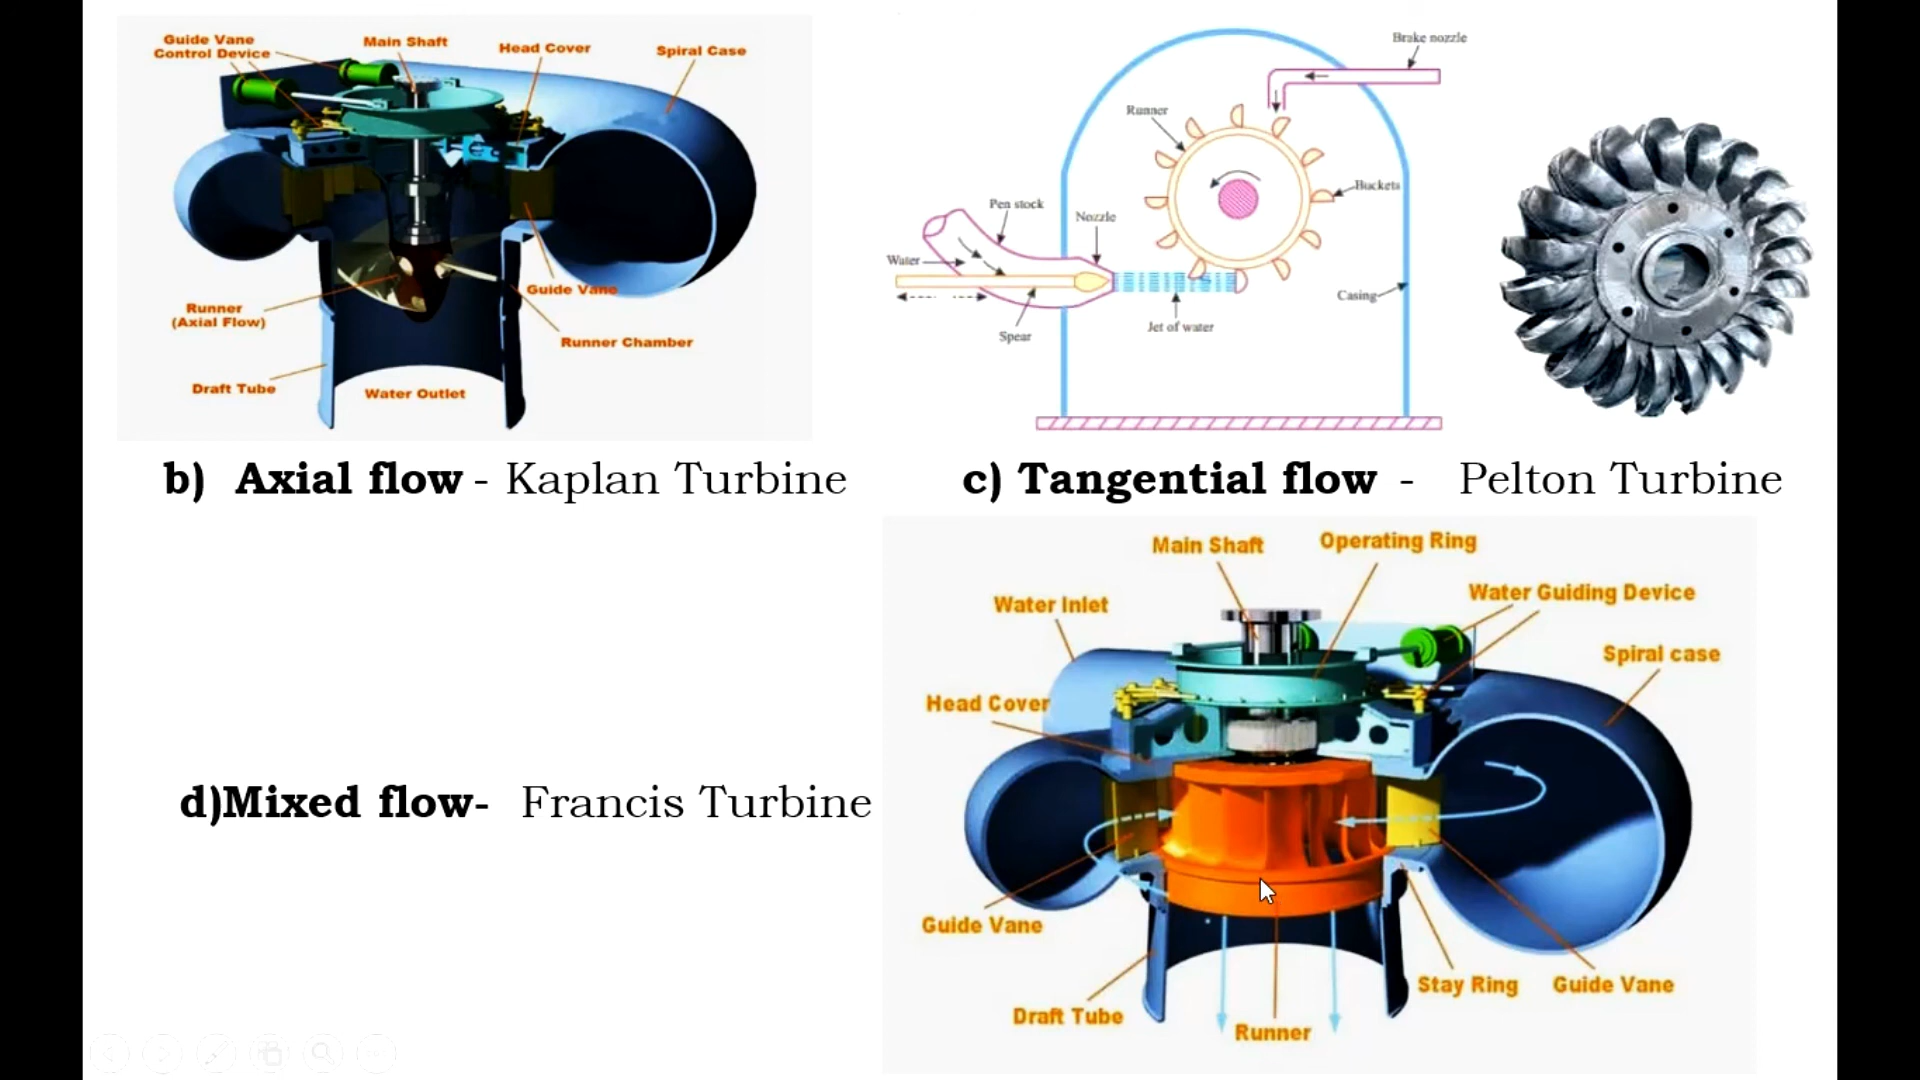 Guide Vane
Control Device
Main Shaft
Head Cover
Spiral Case
Runner
(Axial Flow)
Guide Vane
Runner Chamber
Draft Tube
Water Outlet
Brake nozzle
Runner
Buckets
Pen stock
Nozzle
Water
Casing
Jet of water
Spear
b) Axial flow - Kaplan Turbine
c) Tangential flow - Pelton Turbine
Main Shaft
Operating Ring
Water Inlet
Water Guiding Device
Spiral case
Head Cover
d)Mixed flow- Francis Turbine
Guide Vane
Stay Ring
Guide Vane
Draft Tube
Runner